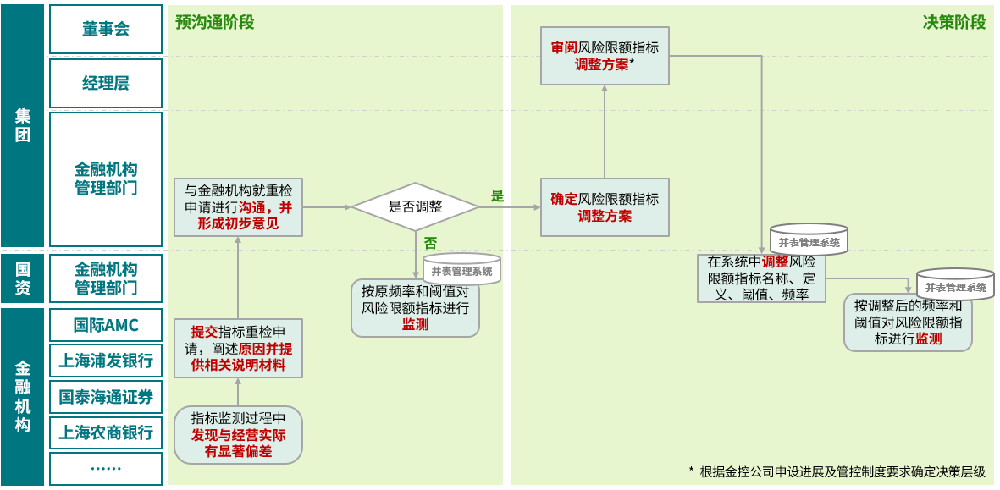 预沟通阶段
决策阶段
集
团
董事会
经理层
金融机构
管理部门
国
资
金融机构
管理部门
金
融
机
构
国际AMC
上海浦发银行
国泰海通证券
上海农商银行
……
审阅风险限额指标
调整方案*
与金融机构就重检
申请进行沟通，并
形成初步意见
是否调整
是
否
确定风险限额指标
调整方案
并表管理系统
按原频率和阈值对
风险限额指标进行
监测
并表管理系统
在系统中调整风险
限额指标名称、定
义、阈值、频率
并表管理系统
按调整后的频率和
阈值对风险限额指
标进行监测
提交指标重检申
请，阐述原因并提
供相关说明材料
指标监测过程中
发现与经营实际
有显著偏差
* 根据金控公司申设进展及管控制度要求确定决策层级